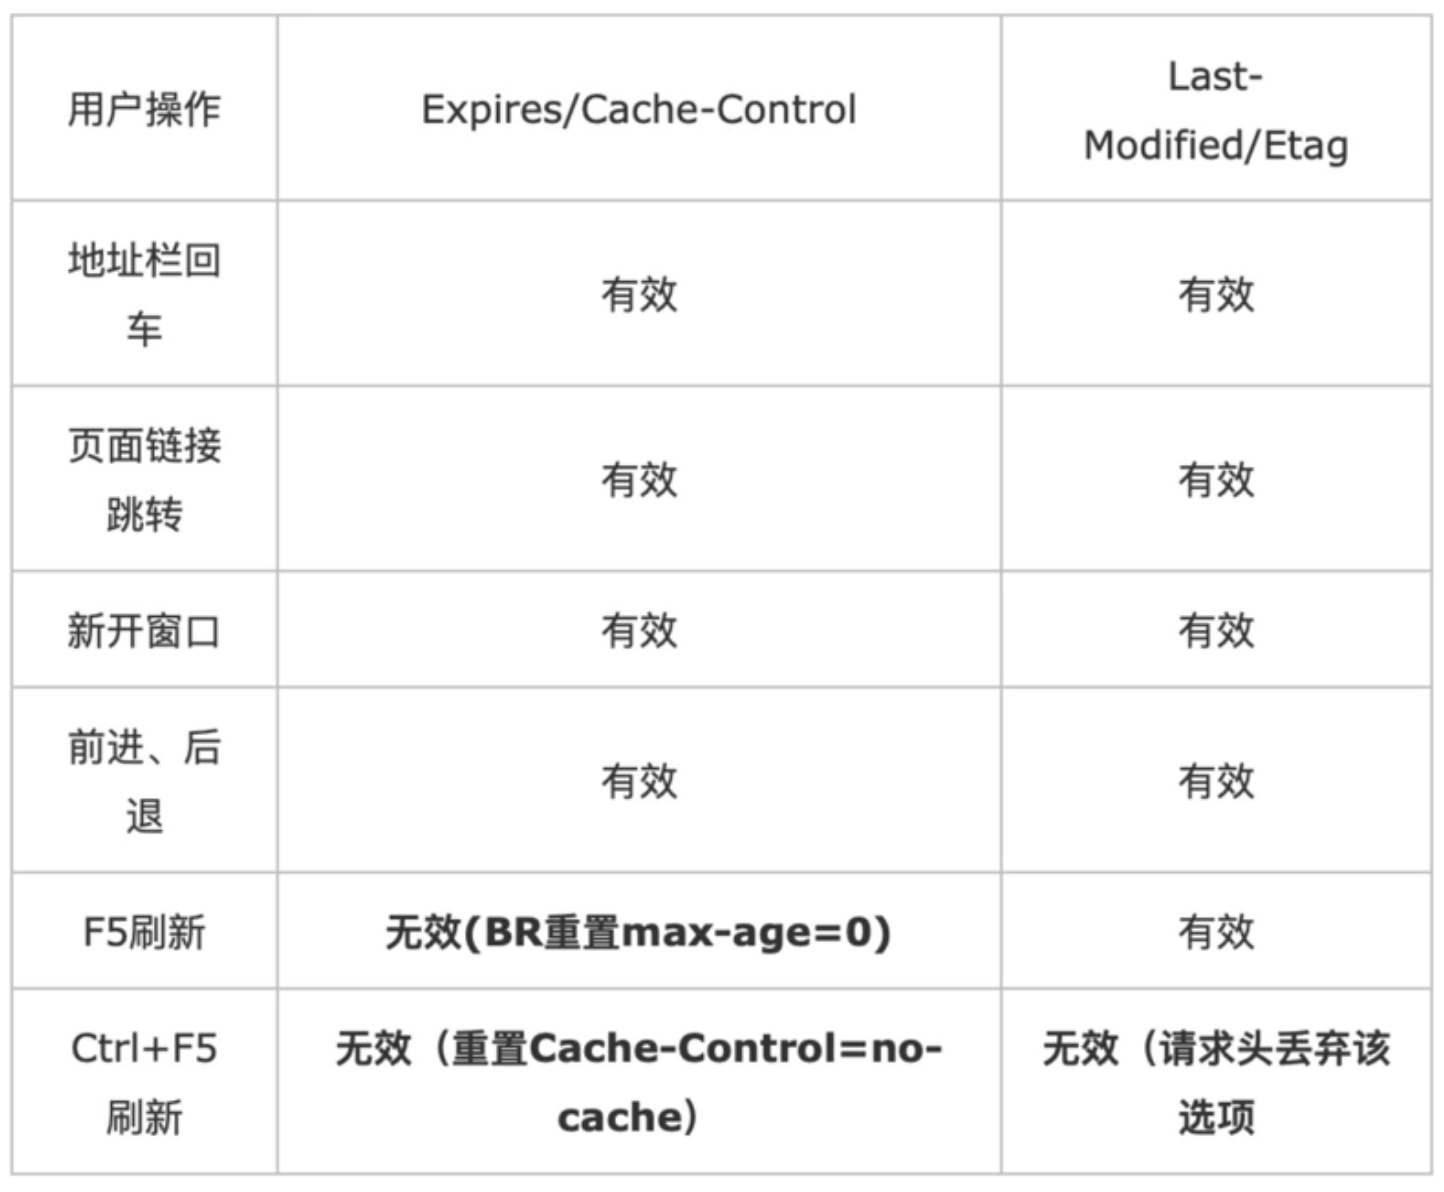 用户操作
Expires/Cache-Control
Last-
Modified/Etag
地址栏回
车
有效
有效
页面链接
跳转
有效
有效
新开窗口
有效
有效
前进、后
退
有效
有效
F5刷新
无效(BR重置max-age=0)
有效
Ctrl+F5
刷新
无效（重置Cache-Control=no-
cache）
无效（请求头丢弃该
选项